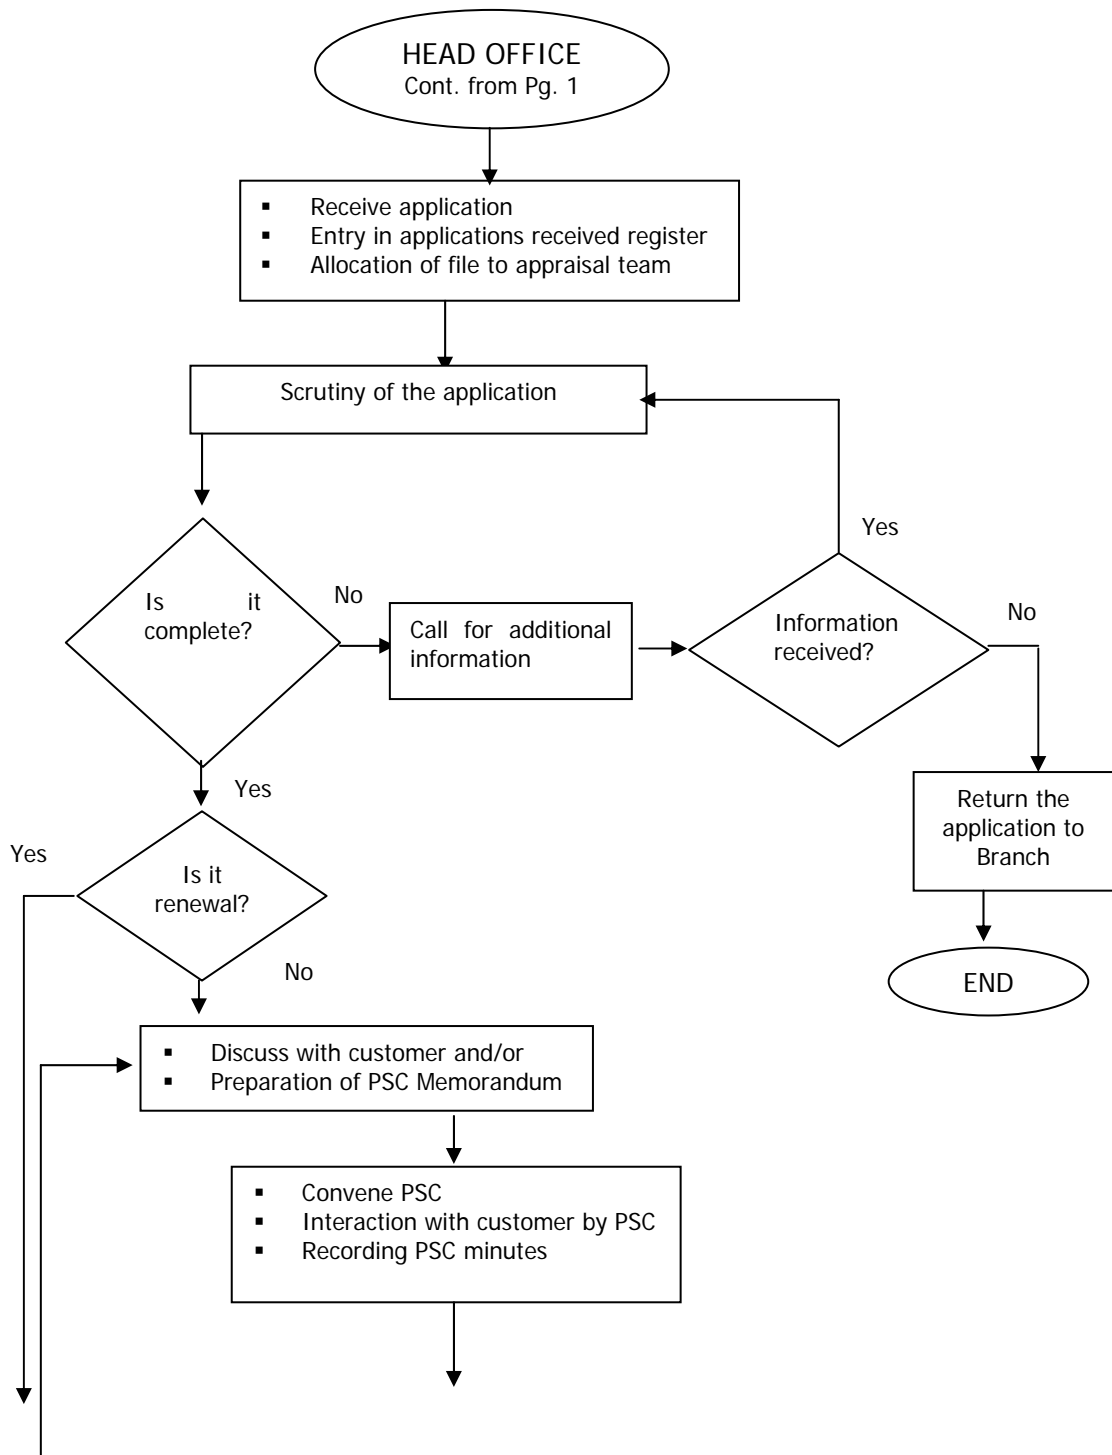 HEAD OFFICE
Cont. from Pg. 1
▪ Receive application
▪ Entry in applications received register
▪ Allocation of file to appraisal team
Scrutiny of the application
Is it
complete?
No
Call for additional
information
Information
received?
Yes
No
Return the
application to
Branch
END
Yes
Is it
renewal?
Yes
No
▪ Discuss with customer and/or
▪ Preparation of PSC Memorandum
▪ Convene PSC
▪ Interaction with customer by PSC
▪ Recording PSC minutes